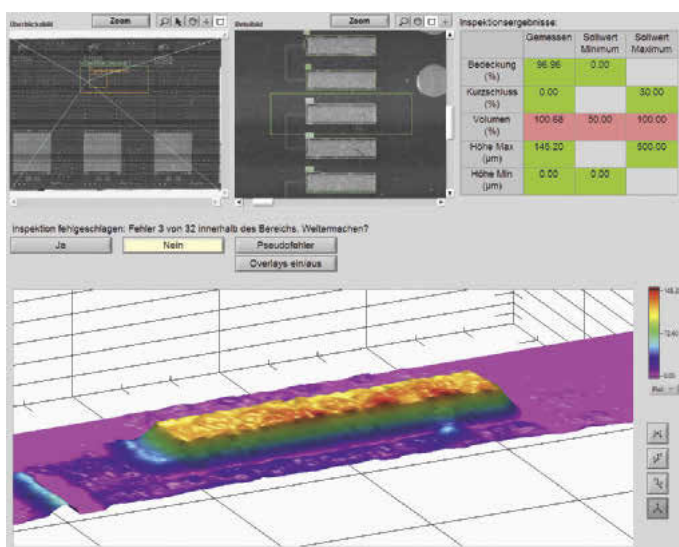 Überblicksbild
Zoom
Detailbild
Zoom
Inspektionsergebnisse:
Gemessen
Sollwert Minimum
Sollwert Maximum
Bedeckung (%)
96.96
0.00
Kurzschluss (%)
0.00
30.00
Volumen (%)
100.68
50.00
100.00
Höhe Max (µm)
145.20
500.00
Höhe Min (µm)
0.00
0.00
Inspektion fehlgeschlagen: Fehler 3 von 32 innerhalb des Bereichs. Weitermachen?
Ja
Nein
Pseudofehler
Overlays ein/aus
72.60
0.00